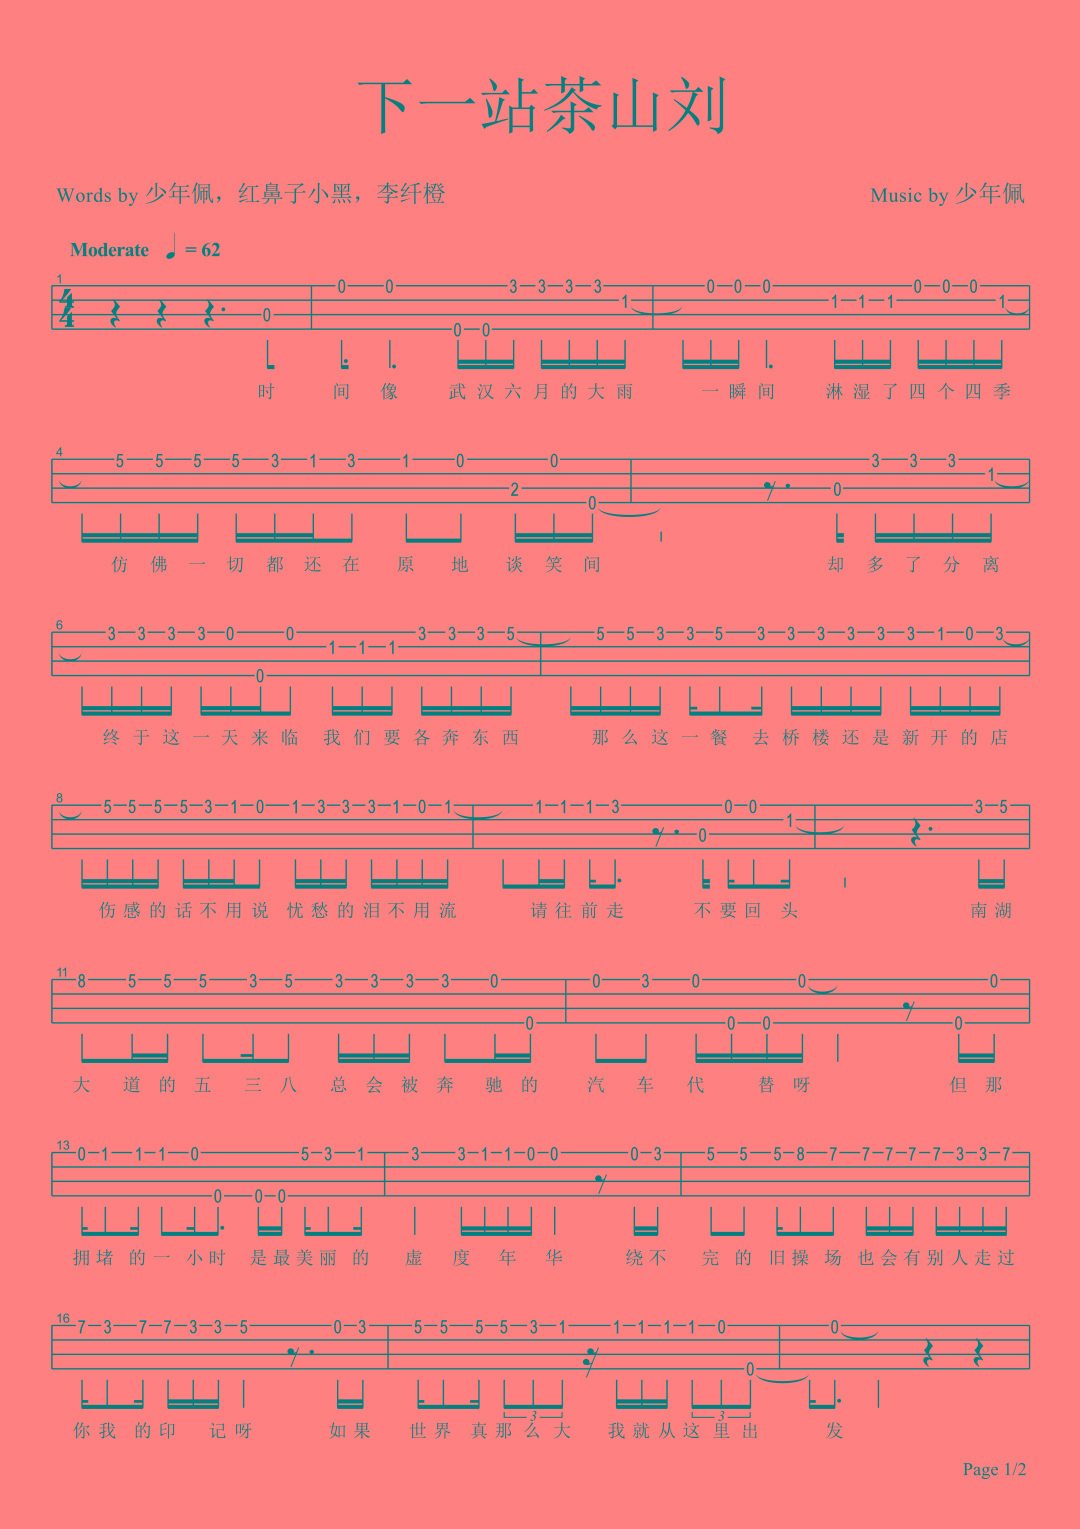 下一站茶山刘
Words by 少年佩，红鼻子小黑，李纤橙 Music by 少年佩
Moderate ♩ = 62
1
4 4 0 0 0 0 0 3 3 3 3 1 0 0 0 1 1 1 0 0 0 1
时 间 像 武 汉 六 月 的 大 雨 一 瞬 间 淋 湿 了 四 个 四 季
4
5 5 5 5 3 1 3 1 0 2 0 0 0 3 3 3 1
仿 佛 一 切 都 还 在 原 地 谈 笑 间 却 多 了 分 离
6
3 3 3 3 0 0 0 1 1 1 3 3 3 5 5 5 3 3 5 3 3 3 3 3 3 1 0 3
终 于 这 一 天 来 临 我 们 要 各 奔 东 西 那 么 这 一 餐 去 桥 楼 还 是 新 开 的 店
8
5 5 5 5 3 1 0 1 3 3 3 1 0 1 1 1 1 3 0 0 0 1 3 5
伤 感 的 话 不 用 说 忧 愁 的 泪 不 用 流 请 往 前 走 不 要 回 头 南 湖
11
8 5 5 5 3 5 3 3 3 3 0 0 0 3 0 0 0 0 0 0
大 道 的 五 三 八 总 会 被 奔 驰 的 汽 车 代 替 呀 但 那
13
0 1 1 1 0 0 0 0 5 3 1 3 3 1 1 0 0 0 3 5 5 5 8 7 7 7 7 7 3 3 7
拥 堵 的 一 小 时 是 最 美 丽 的 虚 度 年 华 绕 不 完 的 旧 操 场 也 会 有 别 人 走 过
16
7 3 7 7 3 3 5 0 3 5 5 5 5 3 1 1 1 1 1 0 0 0
3 3
你 我 的 印 记 呀 如 果 世 界 真 那 么 大 我 就 从 这 里 出 发
Page 1/2